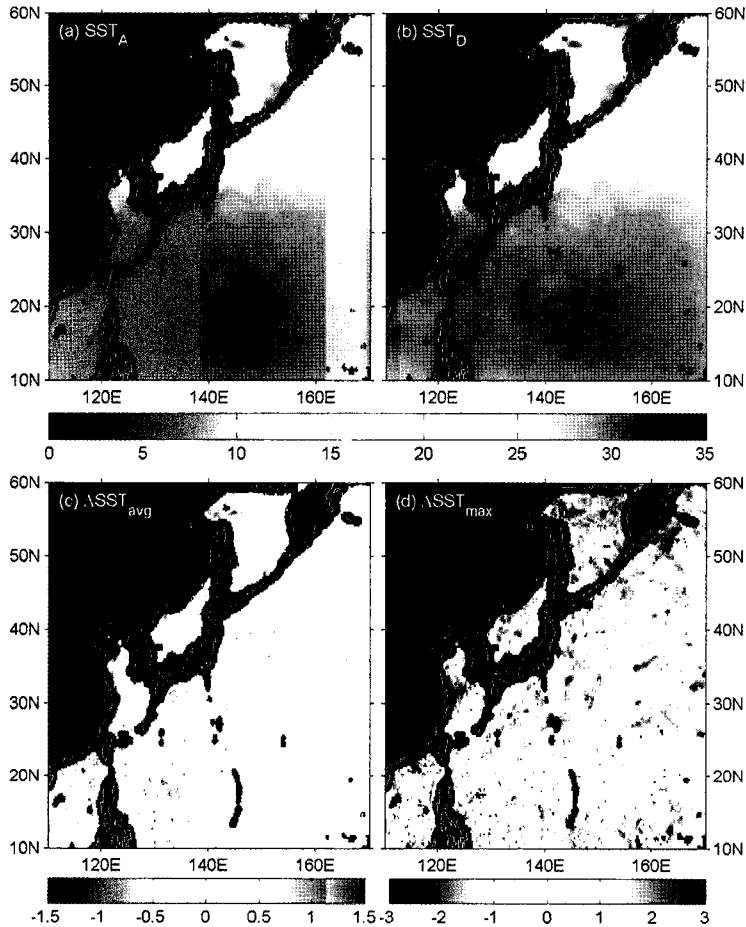 60N 60N
(a) SST_A (b) SST_D
50N 50N
40N 40N
30N 30N
20N 20N
10N 10N
120E 140E 160E 120E 140E 160E
0 5 10 15 20 25 30 35
60N 60N
(c) ΔSST_avg (d) ΔSST_max
50N 50N
40N 40N
30N 30N
20N 20N
10N 10N
120E 140E 160E 120E 140E 160E
-1.5 -1 -0.5 0 0.5 1 1.5 -3 -2 -1 0 1 2 3